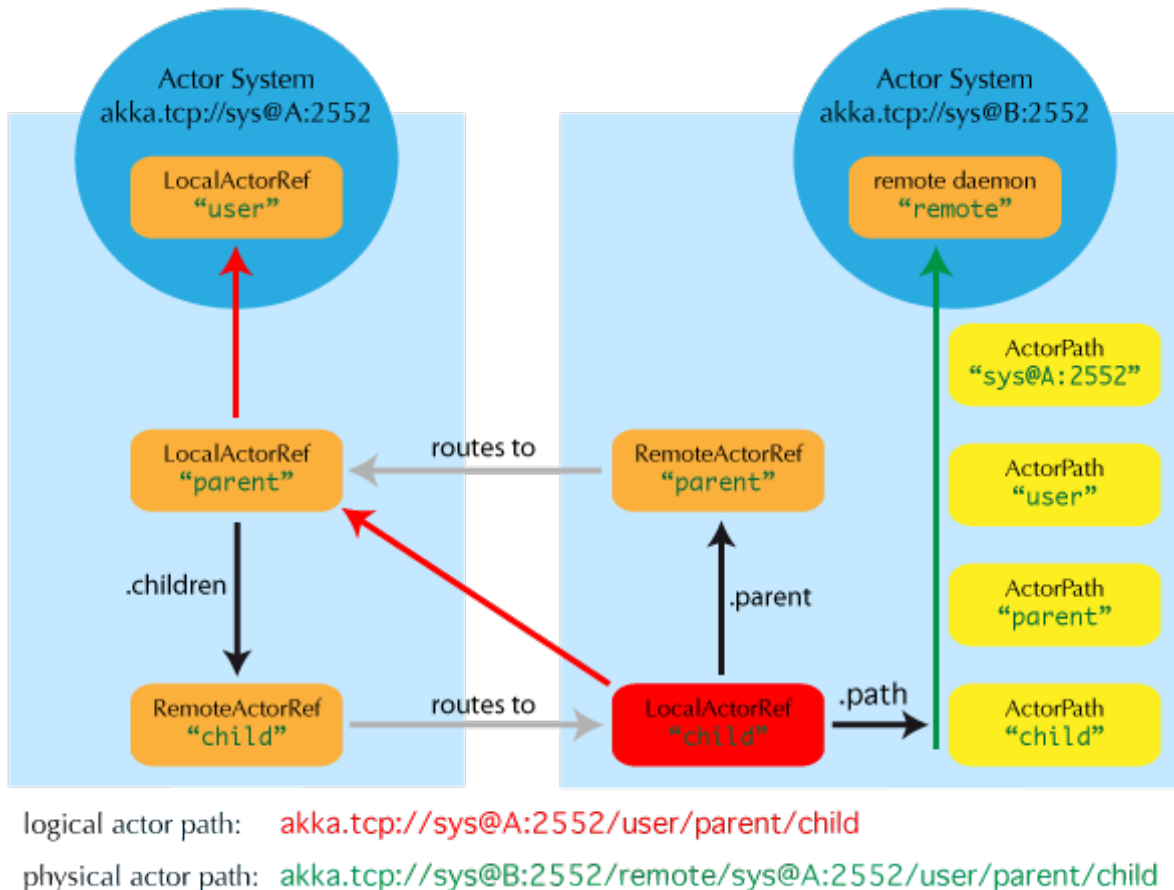 Actor System
akka.tcp://sys@A:2552
LocalActorRef
“user”
Actor System
akka.tcp://sys@B:2552
remote daemon
“remote”
ActorPath
“sys@A:2552”
LocalActorRef
“parent”
routes to
RemoteActorRef
“parent”
ActorPath
“user”
.children
.parent
ActorPath
“parent”
RemoteActorRef
“child”
routes to
LocalActorRef
“child”
.path
ActorPath
“child”
logical actor path: akka.tcp://sys@A:2552/user/parent/child
physical actor path: akka.tcp://sys@B:2552/remote/sys@A:2552/user/parent/child